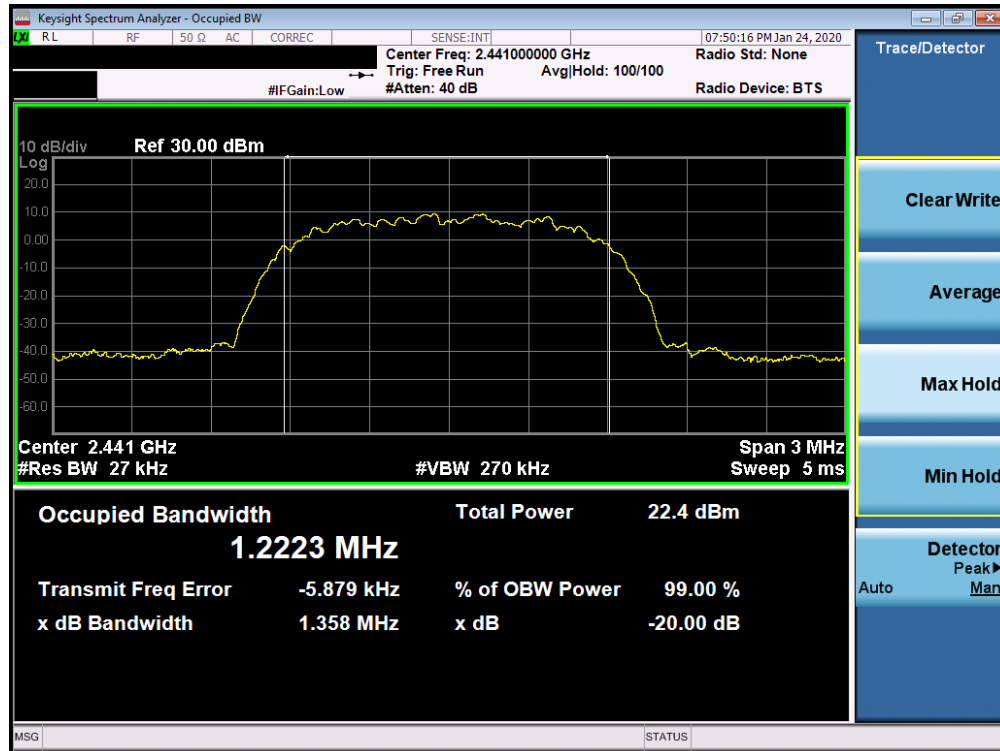 Keysight Spectrum Analyzer - Occupied BW
LXI RL RF 50 Ω AC CORREC SENSE:INT 07:50:16 PM Jan 24, 2020
Center Freq: 2.441000000 GHz Radio Std: None
Trig: Free Run Avg|Hold: 100/100
#IFGain:Low #Atten: 40 dB Radio Device: BTS
10 dB/div Ref 30.00 dBm
Log
20.0
10.0
0.00
-10.0
-20.0
-30.0
-40.0
-50.0
-60.0
Center 2.441 GHz Span 3 MHz
#Res BW 27 kHz #VBW 270 kHz Sweep 5 ms
Occupied Bandwidth Total Power 22.4 dBm
1.2223 MHz
Transmit Freq Error -5.879 kHz % of OBW Power 99.00 %
x dB Bandwidth 1.358 MHz x dB -20.00 dB
MSG STATUS
Trace/Detector
Clear Write
Average
Max Hold
Min Hold
Detector
Peak
Auto Man